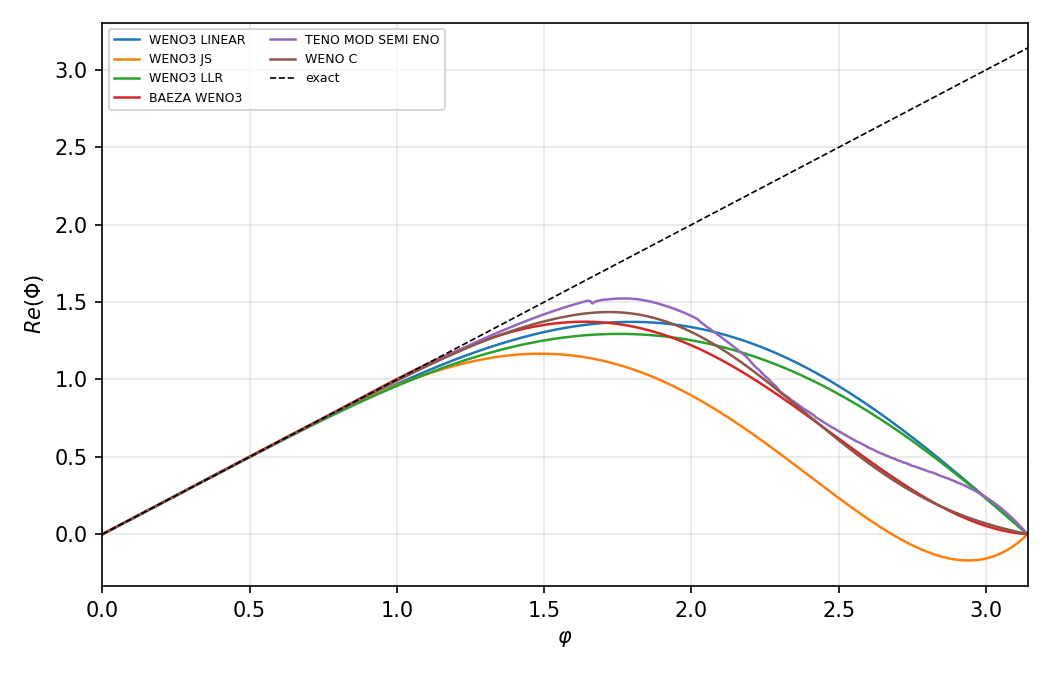 WENO3 LINEAR
WENO3 JS
WENO3 LLR
BAEZA WENO3
TENO MOD SEMI ENO
WENO C
exact
3.0
2.5
2.0
1.5
1.0
0.5
0.0
Re(Φ)
0.0 0.5 1.0 1.5 2.0 2.5 3.0
φ